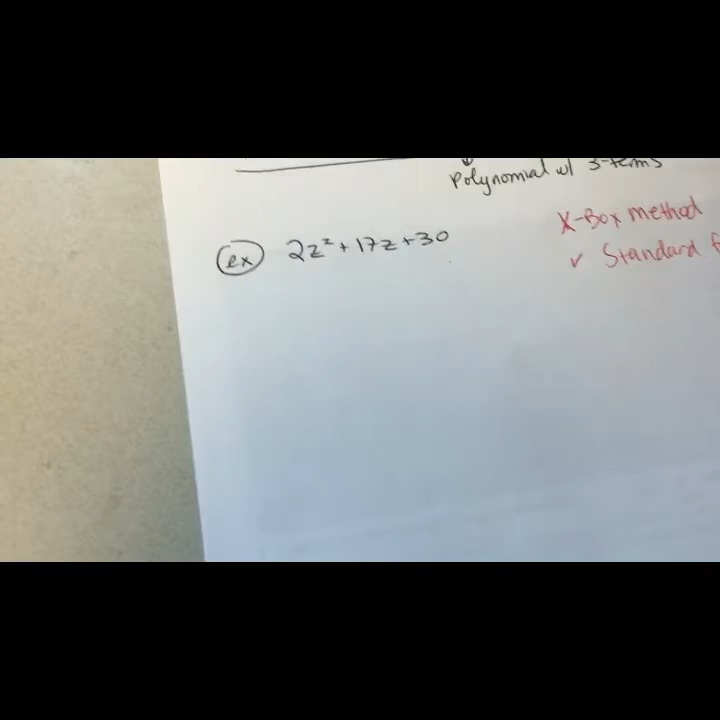 polynomial w/ 3-terms
ex 2z² + 17z + 30
X-Box method
✓ Standard